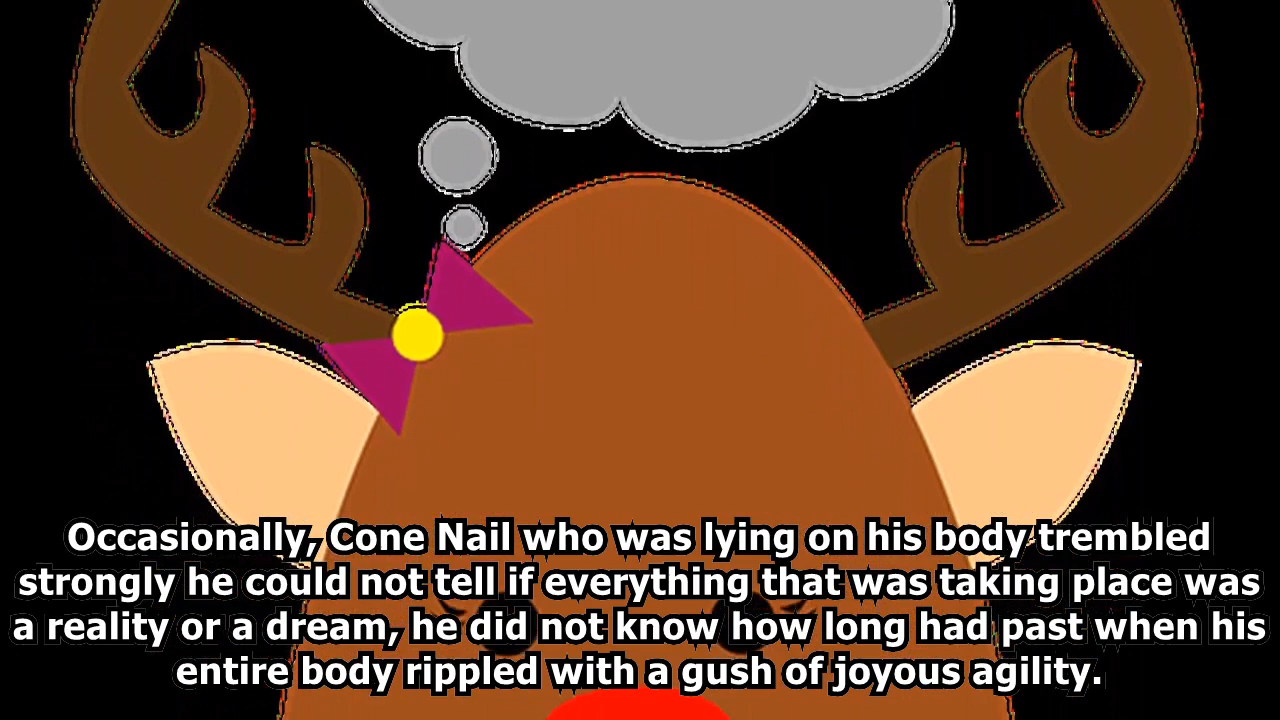 Occasionally, Cone Nail who was lying on his body trembled
strongly he could not tell if everything that was taking place was
a reality or a dream, he did not know how long had past when his
entire body rippled with a gush of joyous agility.